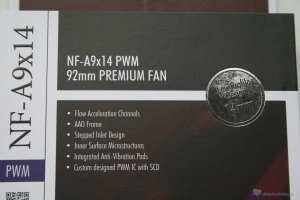 NF-A9x14
PWM
NF-A9x14 PWM
92mm PREMIUM FAN
• Flow Acceleration Channels
• AAO Frame
• Stepped Inlet Design
• Inner Surface Microstructures
• Integrated Anti-Vibration Pads
• Custom designed PWM IC with SCD